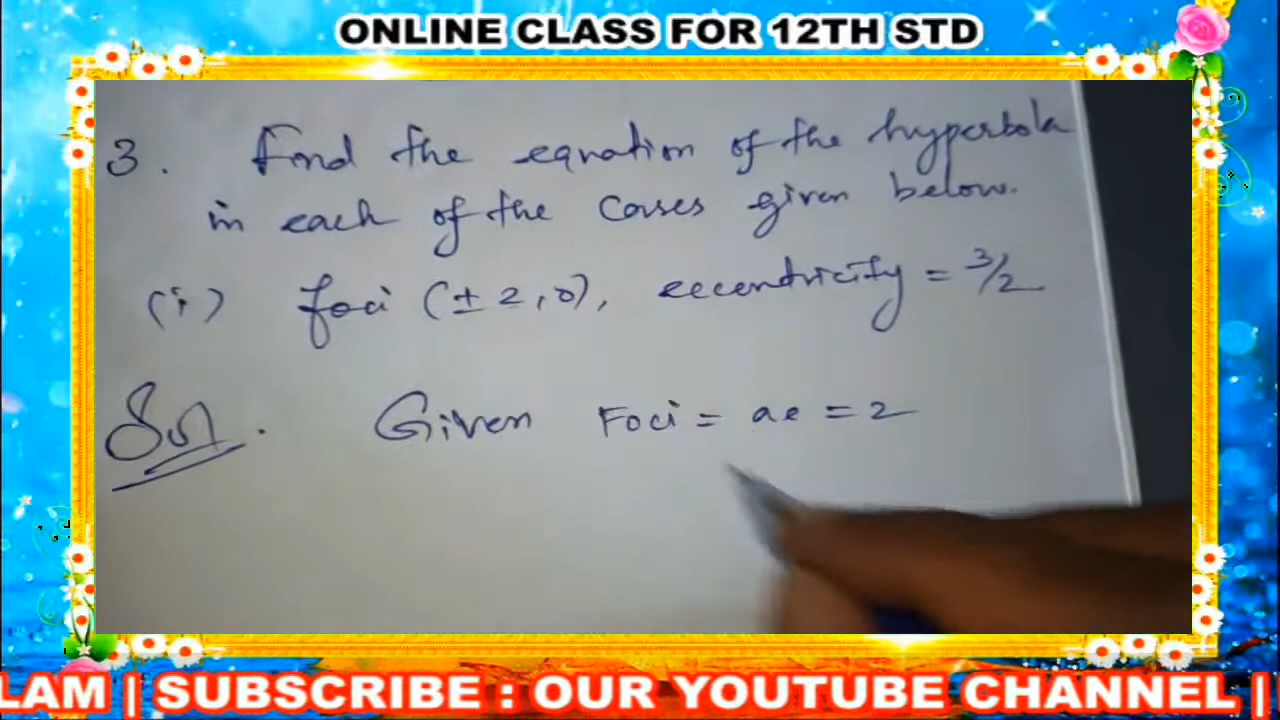 ONLINE CLASS FOR 12TH STD
3. Find the equation of the hyperbola
in each of the cases given below.
(i) foci (± 2, 0), eccentricity = 3/2
Sol. Given Foci = ae = 2
LAM | SUBSCRIBE : OUR YOUTUBE CHANNEL |